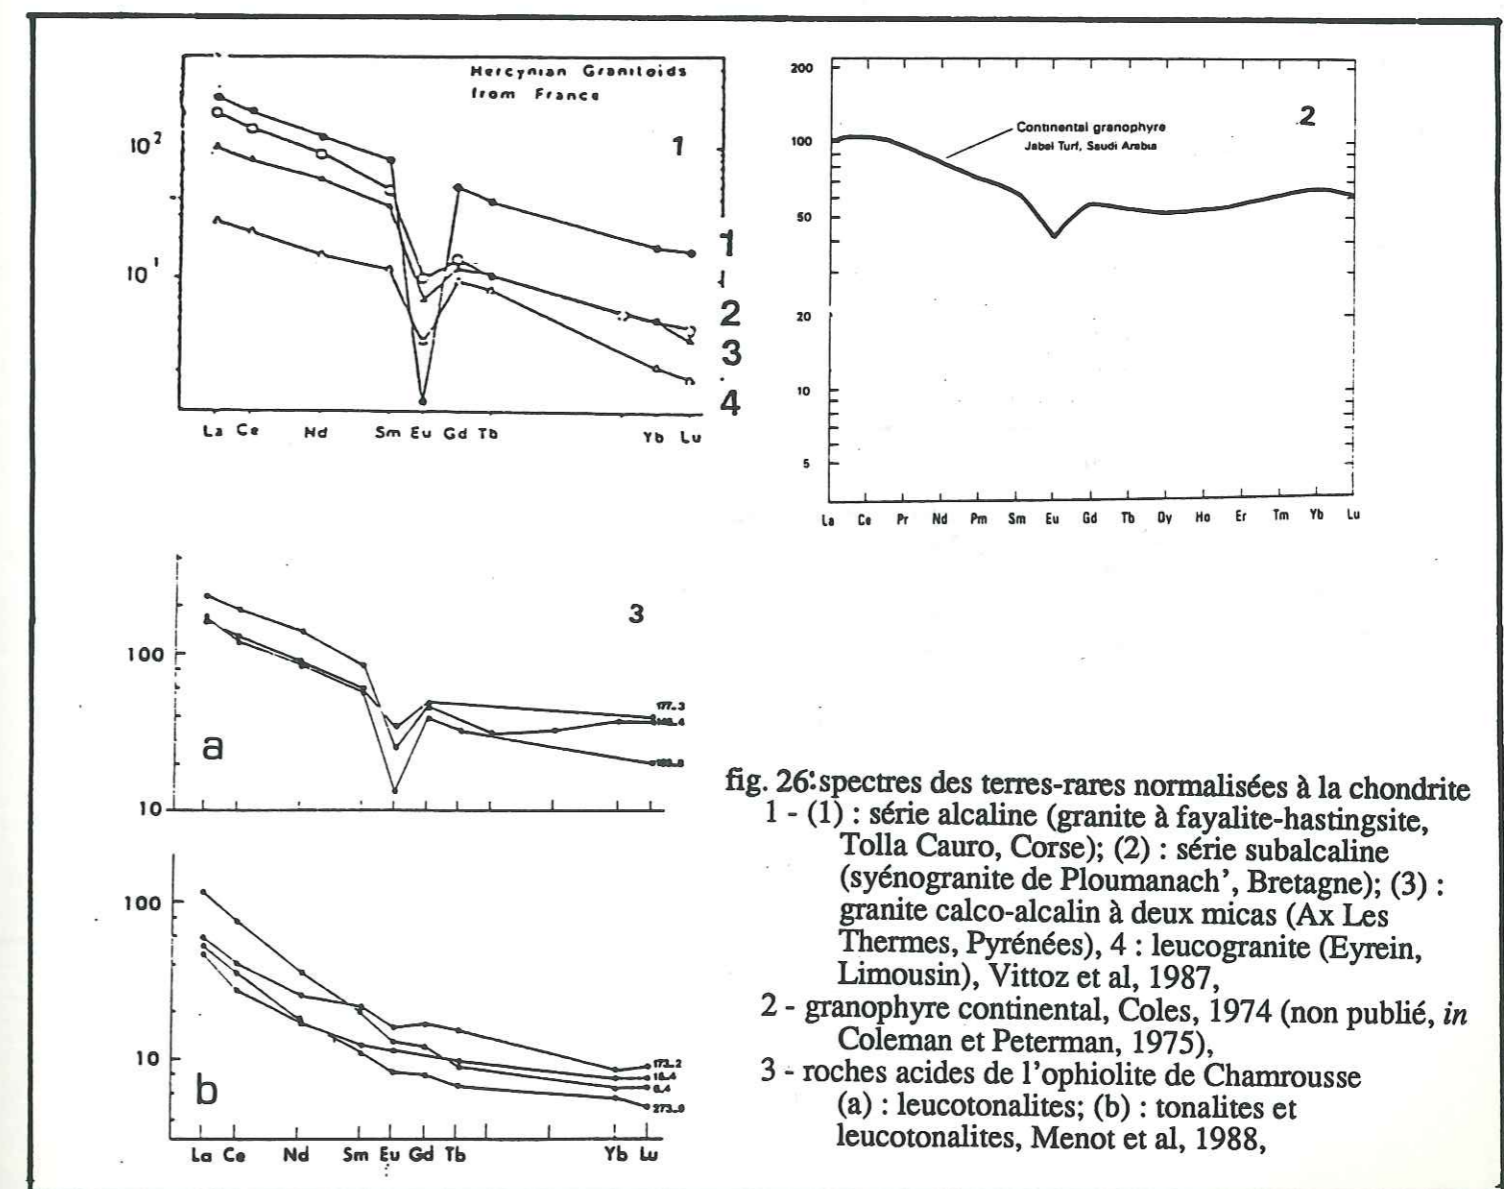 Hercynian Granitoids
from France
1
10²
10¹
1
2
3
4
La Ce Nd Sm Eu Gd Tb Yb Lu
2
200
100
50
20
10
5
Continental granophyre
Jabel Turf, Saudi Arabia
La Ce Pr Nd Pm Sm Eu Gd Tb Dy Ho Er Tm Yb Lu
3
100
10
a
177-3
100
10
b
173-2
273-9
La Ce Nd Sm Eu Gd Tb Yb Lu
fig. 26:spectres des terres-rares normalisées à la chondrite
1 - (1) : série alcaline (granite à fayalite-hastingsite,
Tolla Cauro, Corse); (2) : série subalcaline
(syénogranite de Ploumanach’, Bretagne); (3) :
granite calco-alcalin à deux micas (Ax Les
Thermes, Pyrénées), 4 : leucogranite (Eyrein,
Limousin), Vittoz et al, 1987,
2 - granophyre continental, Coles, 1974 (non publié, in
Coleman et Peterman, 1975),
3 - roches acides de l’ophiolite de Chamrousse
(a) : leucotonalites; (b) : tonalites et
leucotonalites, Menot et al, 1988,